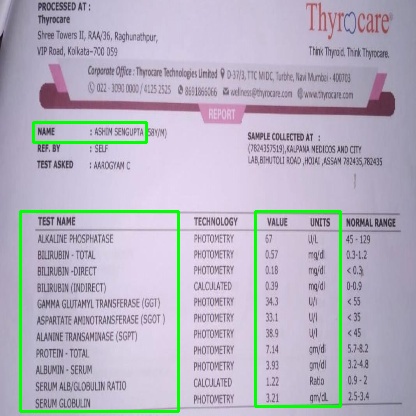 PROCESSED AT :
Thyrocare
Shree Towers II, RAA/36, Raghunathpur,
VIP Road, Kolkata-700 059
Thyrocare®
Think Thyroid. Think Thyrocare.
Corporate Office : Thyrocare Technologies Limited D-37/3, TTC MIDC, Turbhe, Navi Mumbai - 400703
022 - 3090 0000 / 4125 2525 8691866066 wellness@thyrocare.com www.thyrocare.com
REPORT
NAME : ASHIM SENGUPTA (58Y/M)
REF. BY : SELF
TEST ASKED : AAROGYAM C
SAMPLE COLLECTED AT :
(7824357519),KALPANA MEDICOS AND CITY
LAB,BIHUTOLI ROAD ,HOJAI ,ASSAM 782435,782435
TEST NAME TECHNOLOGY VALUE UNITS NORMAL RANGE
ALKALINE PHOSPHATASE PHOTOMETRY 67 U/L 45 - 129
BILIRUBIN - TOTAL PHOTOMETRY 0.57 mg/dl 0.3-1.2
BILIRUBIN -DIRECT PHOTOMETRY 0.18 mg/dl < 0.3
BILIRUBIN (INDIRECT) CALCULATED 0.39 mg/dl 0-0.9
GAMMA GLUTAMYL TRANSFERASE (GGT) PHOTOMETRY 34.3 U/l < 55
ASPARTATE AMINOTRANSFERASE (SGOT ) PHOTOMETRY 33.1 U/l < 35
ALANINE TRANSAMINASE (SGPT) PHOTOMETRY 38.9 U/l < 45
PROTEIN - TOTAL PHOTOMETRY 7.14 gm/dl 5.7-8.2
ALBUMIN - SERUM PHOTOMETRY 3.93 gm/dl 3.2-4.8
SERUM ALB/GLOBULIN RATIO CALCULATED 1.22 Ratio 0.9 - 2
SERUM GLOBULIN PHOTOMETRY 3.21 gm/dL 2.5-3.4